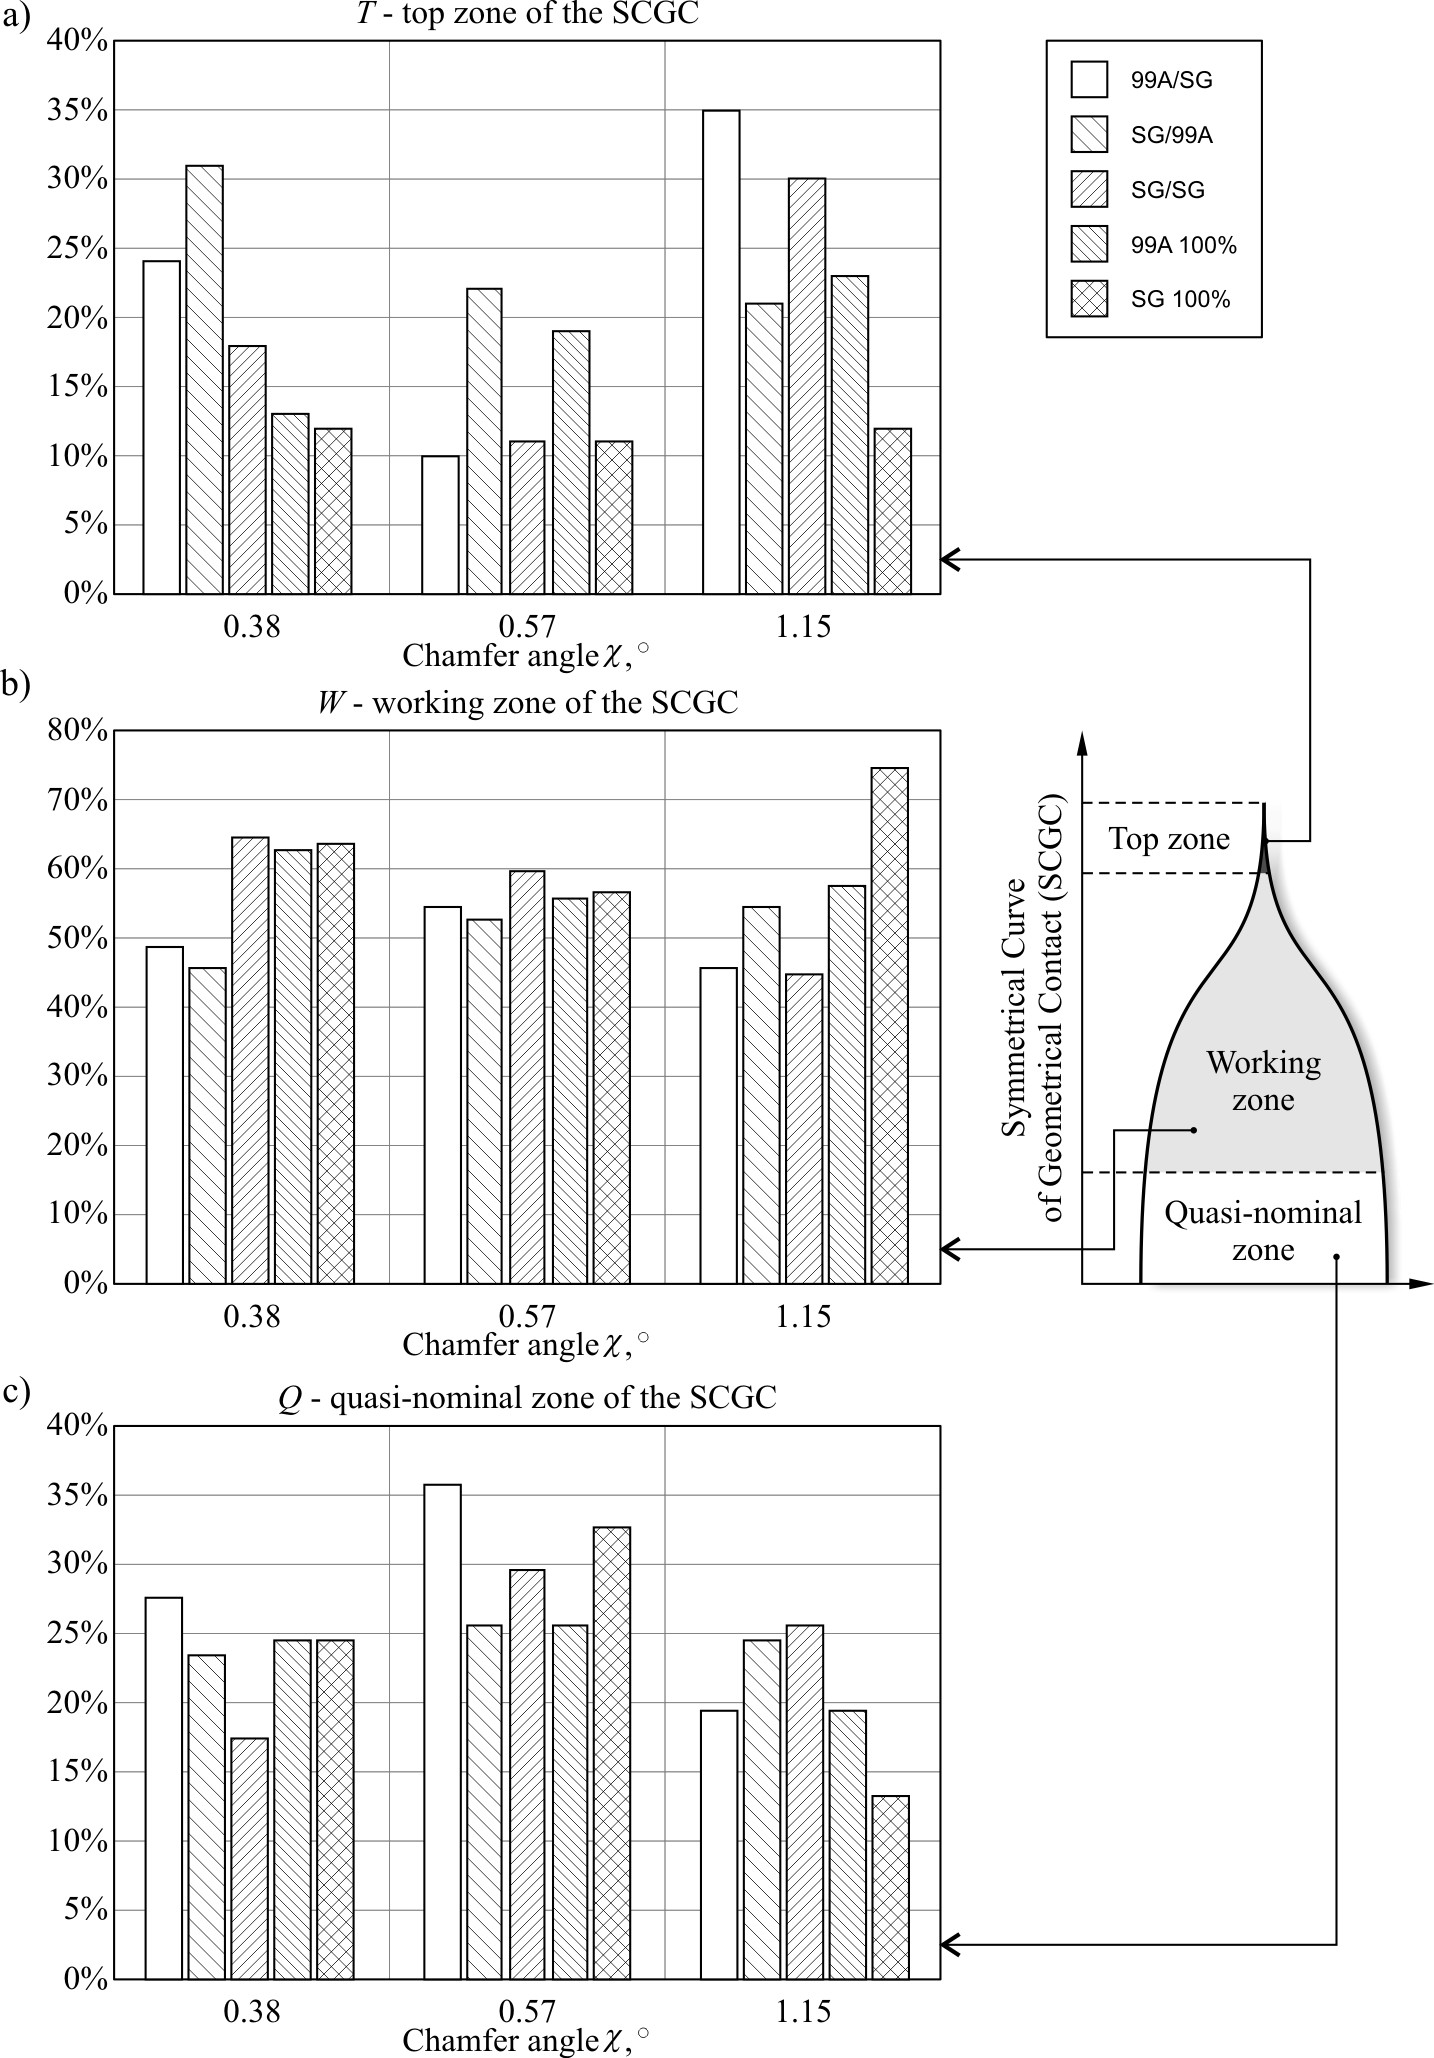 a)
T - top zone of the SCGC
40%
35%
30%
25%
20%
15%
10%
5%
0%
0.38 0.57 1.15
Chamfer angle χ, °
99A/SG
SG/99A
SG/SG
99A 100%
SG 100%
b)
W - working zone of the SCGC
80%
70%
60%
50%
40%
30%
20%
10%
0%
0.38 0.57 1.15
Chamfer angle χ, °
Symmetrical Curve
of Geometrical Contact (SCGC)
Top zone
Working
zone
Quasi-nominal
zone
c)
Q - quasi-nominal zone of the SCGC
40%
35%
30%
25%
20%
15%
10%
5%
0%
0.38 0.57 1.15
Chamfer angle χ, °